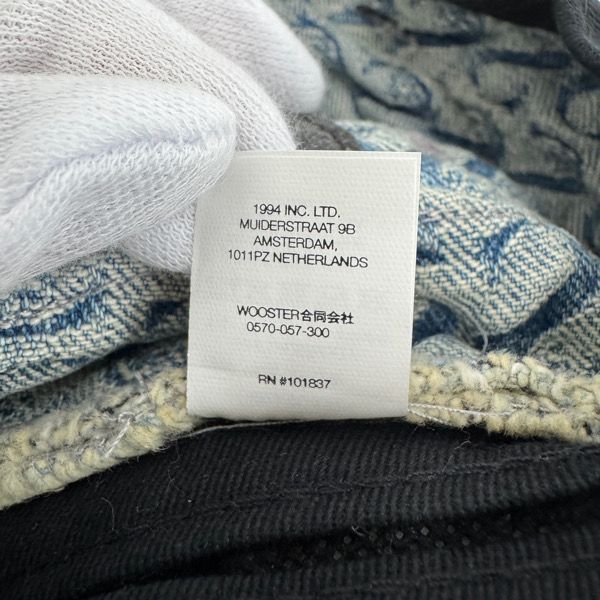 1994 INC. LTD.
MUIDERSTRAAT 9B
AMSTERDAM,
1011PZ NETHERLANDS
WOOSTER合同会社
0570-057-300
RN #101837